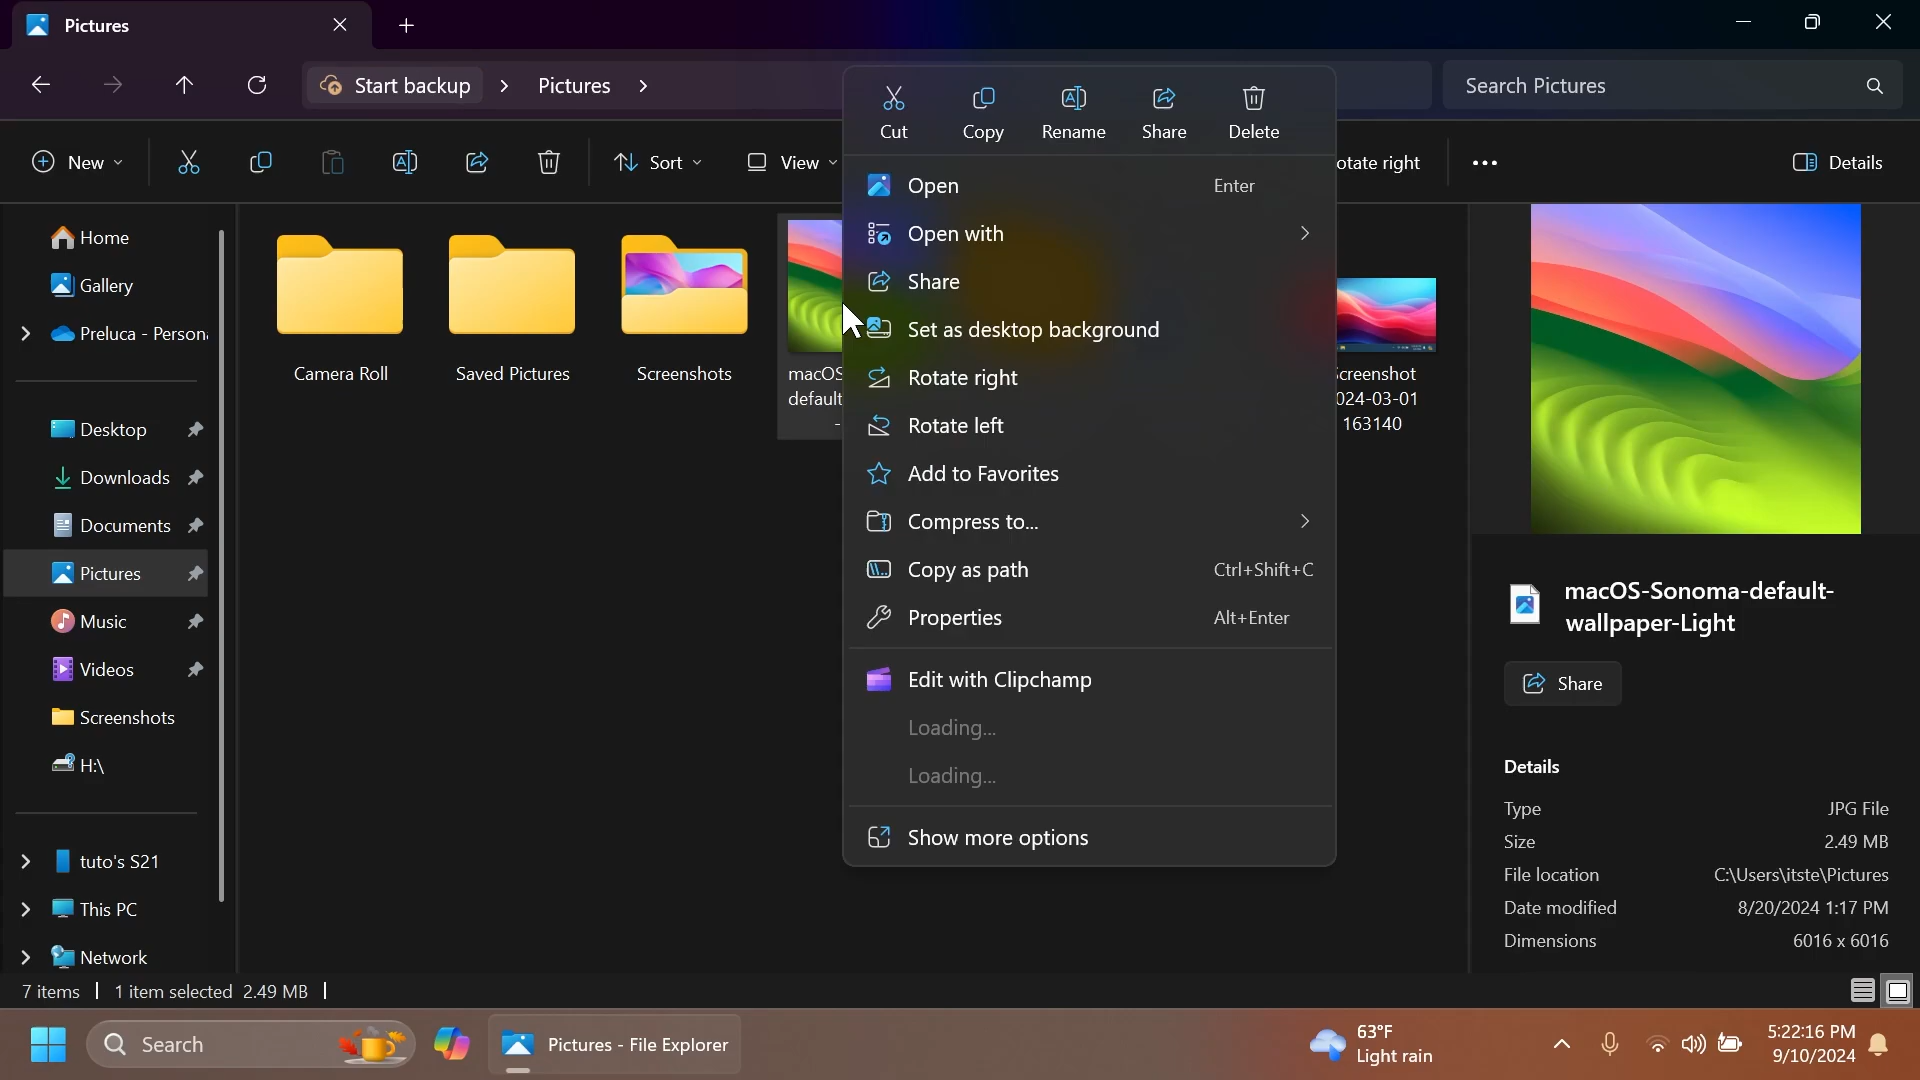 Pictures
Start backup > Pictures >
Search Pictures
Cut Copy Rename Share Delete
New Sort View otate right ••• Details
Home
Gallery
Preluca - Person
Desktop
Downloads
Documents
Pictures
Music
Videos
Screenshots
H:\
tuto's S21
This PC
Network
Camera Roll
Saved Pictures
Screenshots
macOS
default
-
creenshot
024-03-01
163140
Open Enter
Open with
Share
Set as desktop background
Rotate right
Rotate left
Add to Favorites
Compress to...
Copy as path Ctrl+Shift+C
Properties Alt+Enter
Edit with Clipchamp
Loading...
Loading...
Show more options
macOS-Sonoma-default-
wallpaper-Light
Share
Details
Type JPG File
Size 2.49 MB
File location C:\Users\itste\Pictures
Date modified 8/20/2024 1:17 PM
Dimensions 6016 x 6016
7 items | 1 item selected 2.49 MB |
Search
Pictures - File Explorer
63°F
Light rain
5:22:16 PM
9/10/2024